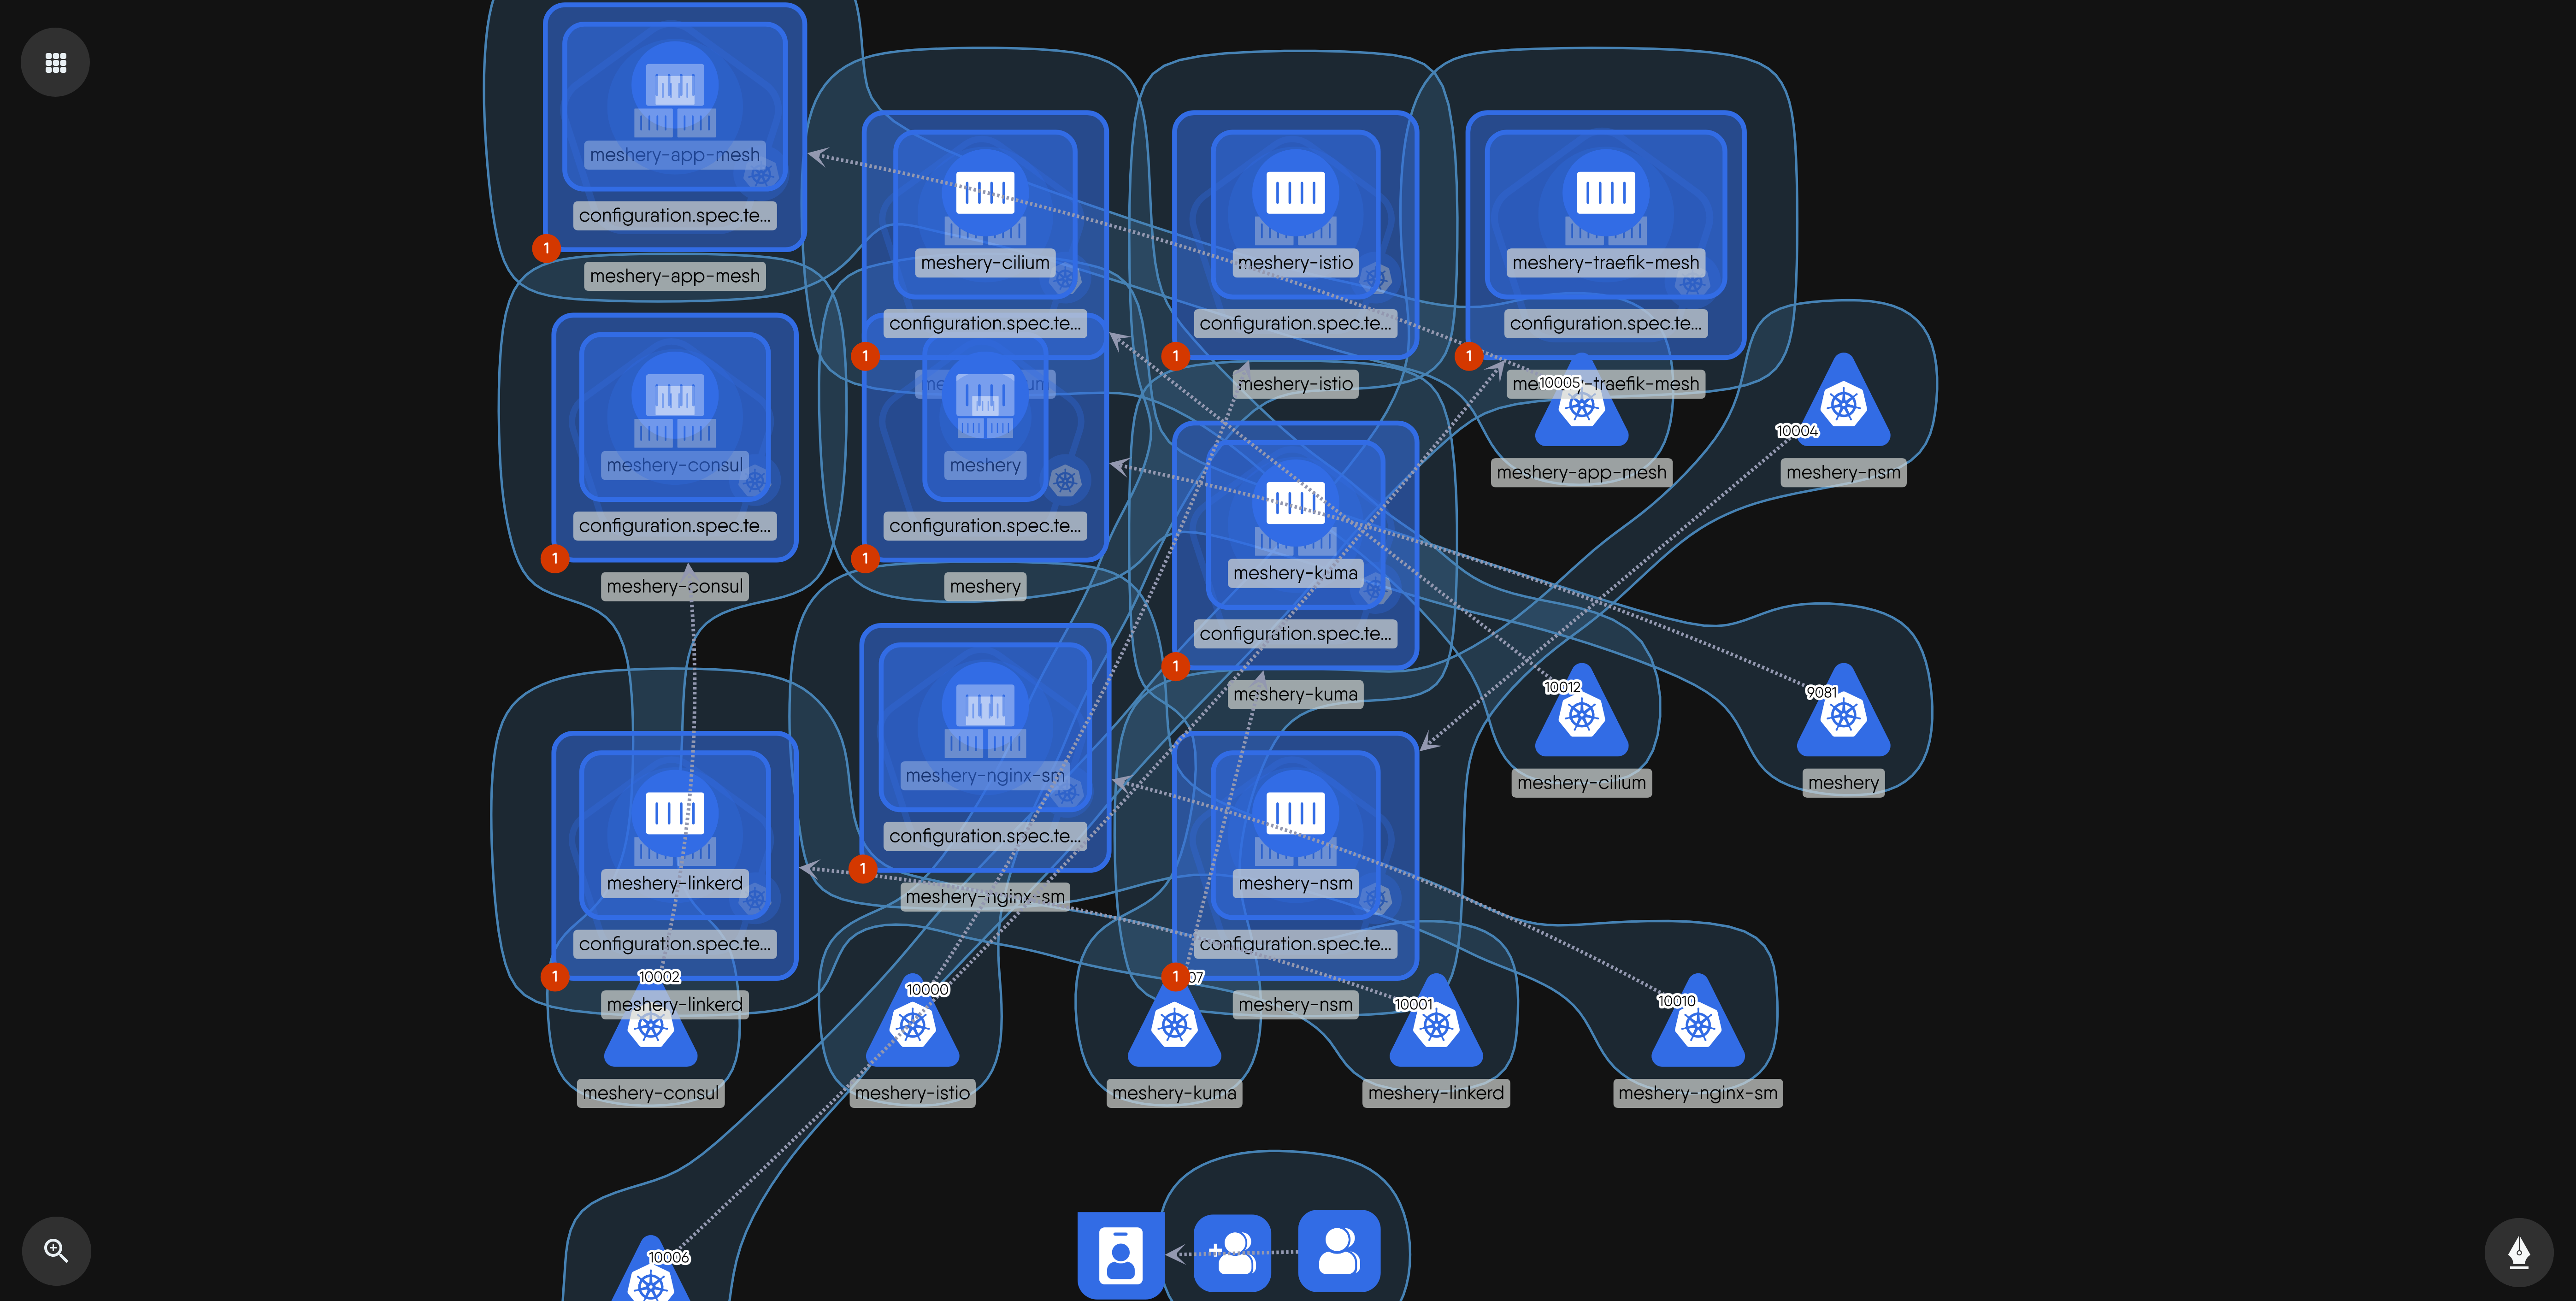 meshery-app-mesh
configuration.spec.te...
1
meshery-app-mesh
meshery-cilium
configuration.spec.te...
1
meshery-istio
configuration.spec.te...
1
meshery-istio
meshery-traefik-mesh
configuration.spec.te...
1
10005
meshery-app-mesh
10004
meshery-nsm
meshery-consul
configuration.spec.te...
1
meshery-consul
meshery
configuration.spec.te...
1
meshery
meshery-kuma
configuration.spec.te...
1
meshery-kuma
10012
meshery-cilium
9081
meshery
meshery-nginx-sm
configuration.spec.te...
1
meshery-nginx-sm
meshery-linkerd
configuration.spec.te...
1
meshery-linkerd
meshery-nsm
configuration.spec.te...
1
meshery-nsm
10002
meshery-consul
10000
meshery-istio
07
meshery-kuma
10001
meshery-linkerd
10010
meshery-nginx-sm
10006